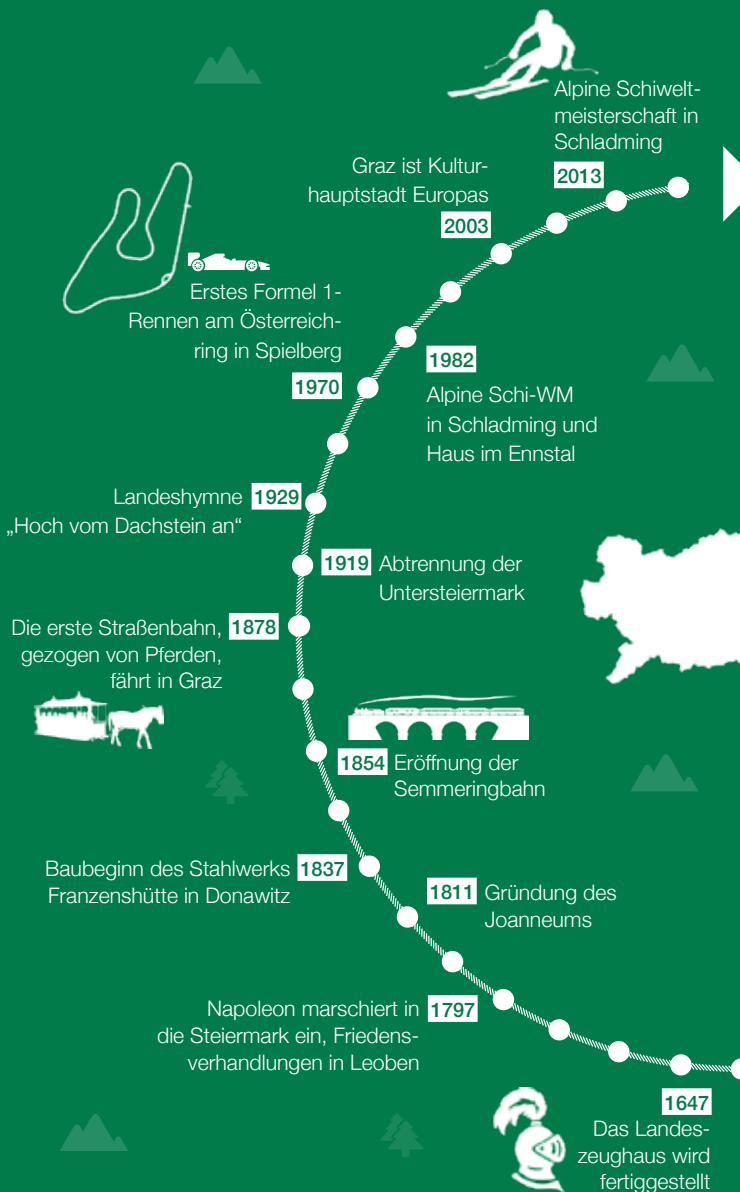 Alpine Schiwelt-
meisterschaft in
Schladming
2013
Graz ist Kultur-
hauptstadt Europas
2003
Erstes Formel 1-
Rennen am Österreich-
ring in Spielberg
1970
1982
Alpine Schi-WM
in Schladming und
Haus im Ennstal
Landeshymne 1929
„Hoch vom Dachstein an“
1919 Abtrennung der
Untersteiermark
Die erste Straßenbahn, 1878
gezogen von Pferden,
fährt in Graz
1854 Eröffnung der
Semmeringbahn
Baubeginn des Stahlwerks 1837
Franzenshütte in Donawitz
1811 Gründung des
Joanneums
Napoleon marschiert in 1797
die Steiermark ein, Friedens-
verhandlungen in Leoben
1647
Das Landes-
zeughaus wird
fertiggestellt